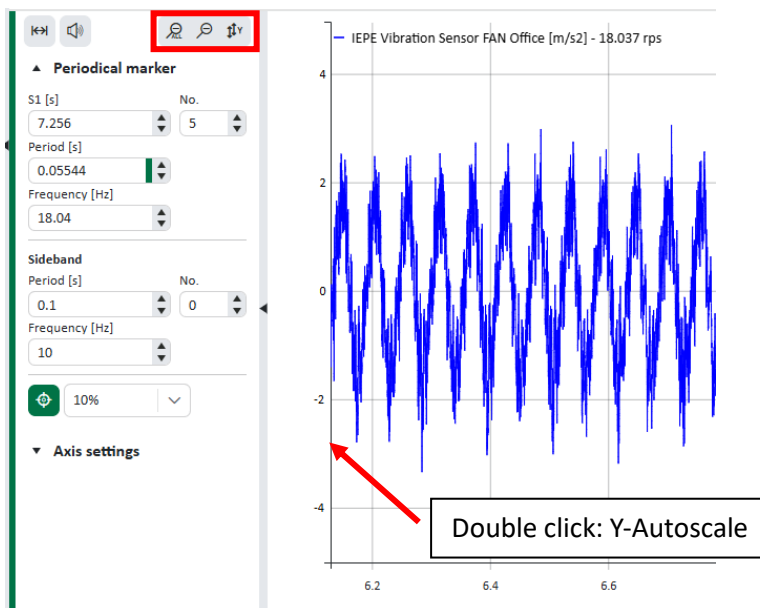 ALL
Y
▲ Periodical marker
S1 [s] No.
7.256 5
Period [s]
0.05544
Frequency [Hz]
18.04
Sideband
Period [s] No.
0.1 0
Frequency [Hz]
10
10%
▼ Axis settings
IEPE Vibration Sensor FAN Office [m/s2] - 18.037 rps
4
2
0
-2
-4
Double click: Y-Autoscale
6.2 6.4 6.6